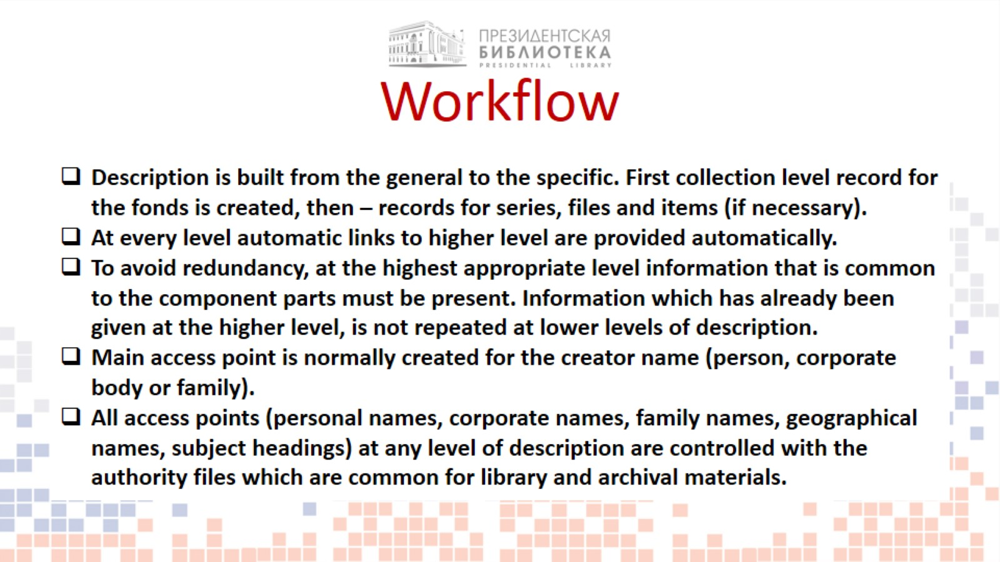 ПРЕЗИДЕНТСКАЯ
БИБЛИОТЕКА
PRESIDENTIAL LIBRARY
Workflow
❑ Description is built from the general to the specific. First collection level record for
the fonds is created, then – records for series, files and items (if necessary).
❑ At every level automatic links to higher level are provided automatically.
❑ To avoid redundancy, at the highest appropriate level information that is common
to the component parts must be present. Information which has already been
given at the higher level, is not repeated at lower levels of description.
❑ Main access point is normally created for the creator name (person, corporate
body or family).
❑ All access points (personal names, corporate names, family names, geographical
names, subject headings) at any level of description are controlled with the
authority files which are common for library and archival materials.